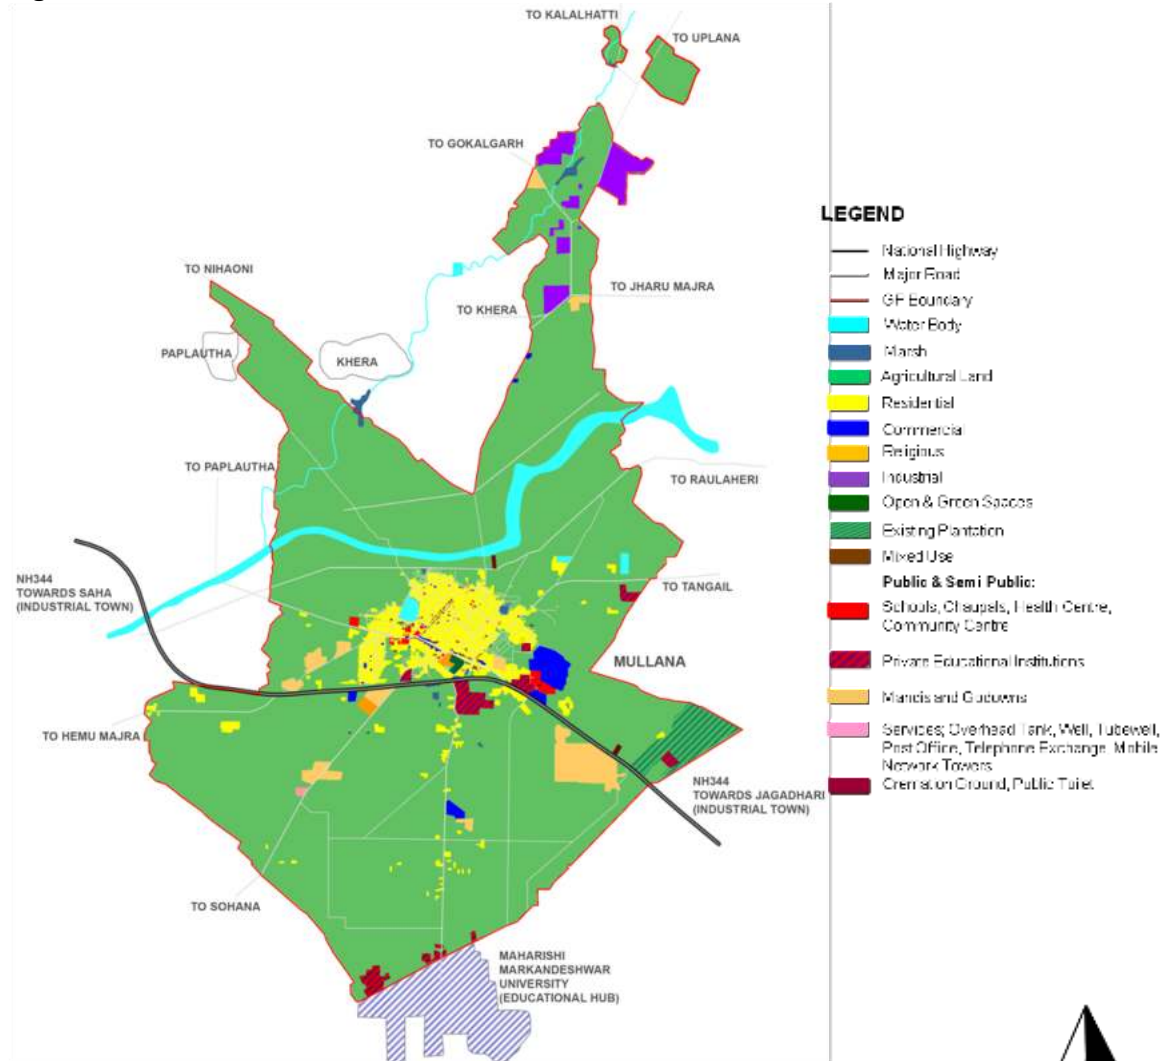 TO KALALHATTI
TO UPLANA
TO GOKALGARH
TO NIHAONI
TO JHARU MAJRA
TO KHERA
PAPLAUTHA
KHERA
TO PAPLAUTHA
TO RAULAHERI
NH344
TOWARDS SAHA
(INDUSTRIAL TOWN)
TO TANGAIL
MULLANA
TO HEMU MAJRA
NH344
TOWARDS JAGADHARI
(INDUSTRIAL TOWN)
TO SOHANA
MAHARISHI
MARKANDESHWAR
UNIVERSITY
(EDUCATIONAL HUB)
LEGEND
National Highway
Major Road
GP Boundary
Water Body
Marsh
Agricultural Land
Residential
Commercial
Religious
Industrial
Open & Green Spaces
Existing Plantation
Mixed Use
Public & Semi Public:
Schools, Chaupals, Health Centre,
Community Centre
Private Educational Institutions
Mandis and Godowns
Services; Overhead Tank, Well, Tubewell,
Post Office, Telephone Exchange, Mobile
Network Towers
Cremation Ground, Public Toilet